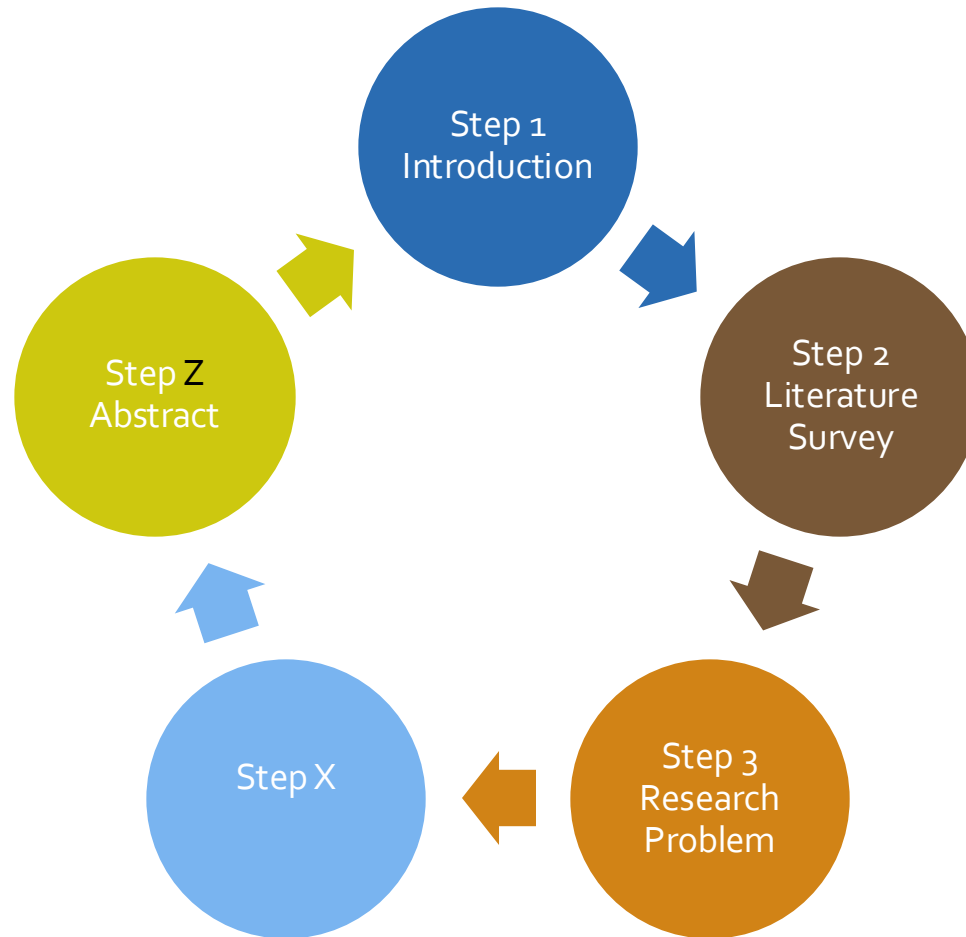 Step 1
Introduction
Step 2
Literature
Survey
Step 3
Research
Problem
Step X
Step Z
Abstract